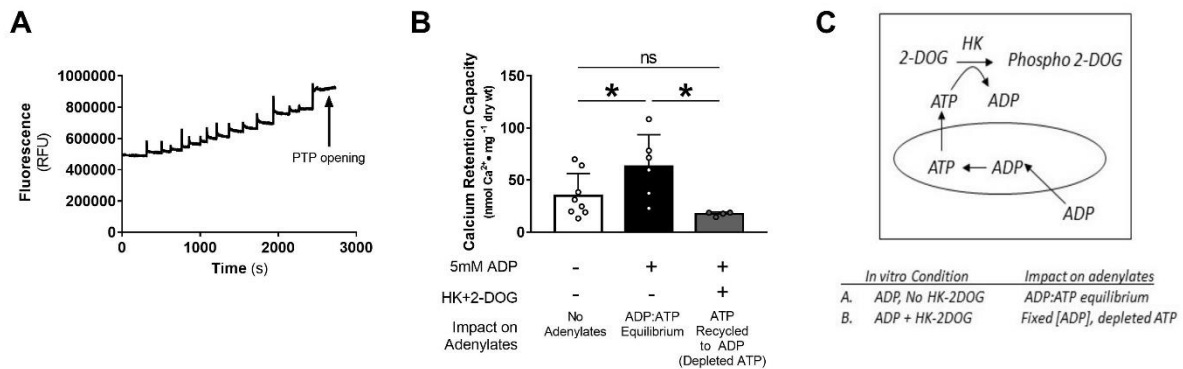 A
Fluorescence
(RFU)
1000000
800000
600000
400000
200000
0
0
1000
2000
3000
Time (s)
PTP opening
B
Calcium Retention Capacity
(nmol Ca²⁺• mg ⁻¹ dry wt)
150
100
50
0
ns
*
*
5mM ADP
-
+
+
HK+2-DOG
-
-
+
Impact on
Adenylates
No
Adenylates
ADP:ATP
Equilibrium
ATP
Recycled
to ADP
(Depleted ATP)
C
2-DOG
HK
Phospho 2-DOG
ATP
ADP
ATP
ADP
ADP
In vitro Condition Impact on adenylates
A. ADP, No HK-2DOG ADP:ATP equilibrium
B. ADP + HK-2DOG Fixed [ADP], depleted ATP